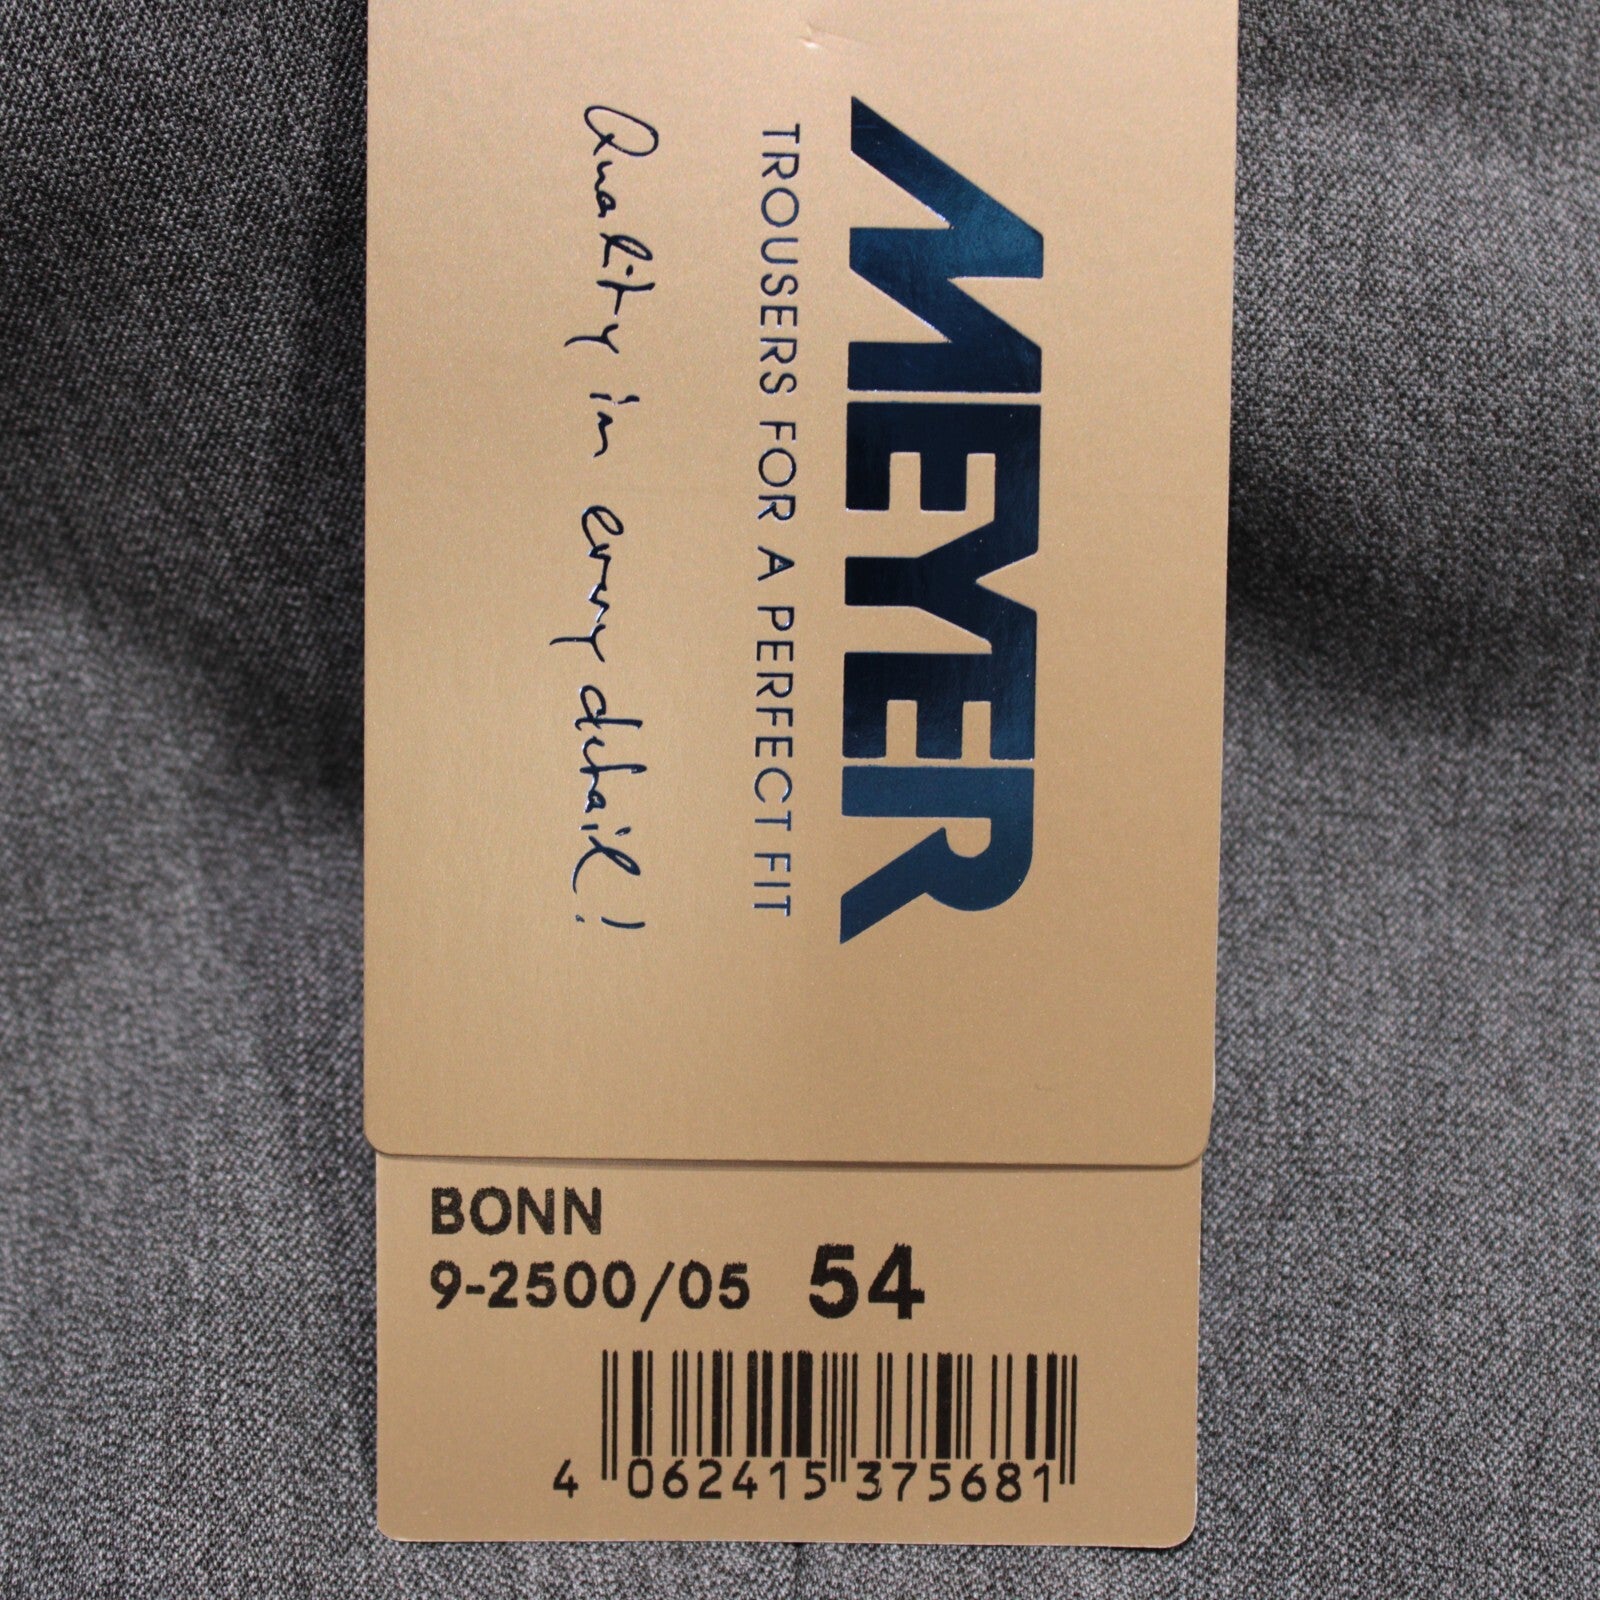 MEYER
TROUSERS FOR A PERFECT FIT
Quality in every detail!
BONN
9-2500/05 54
4 062415 375681